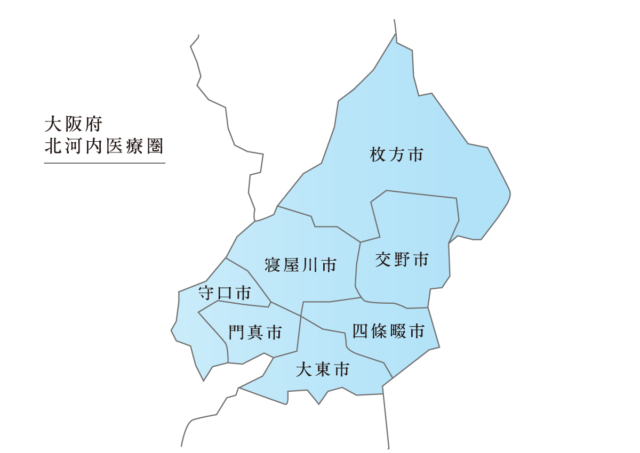 大阪府
北河内医療圏
枚方市
交野市
寝屋川市
守口市
門真市
四條畷市
大東市